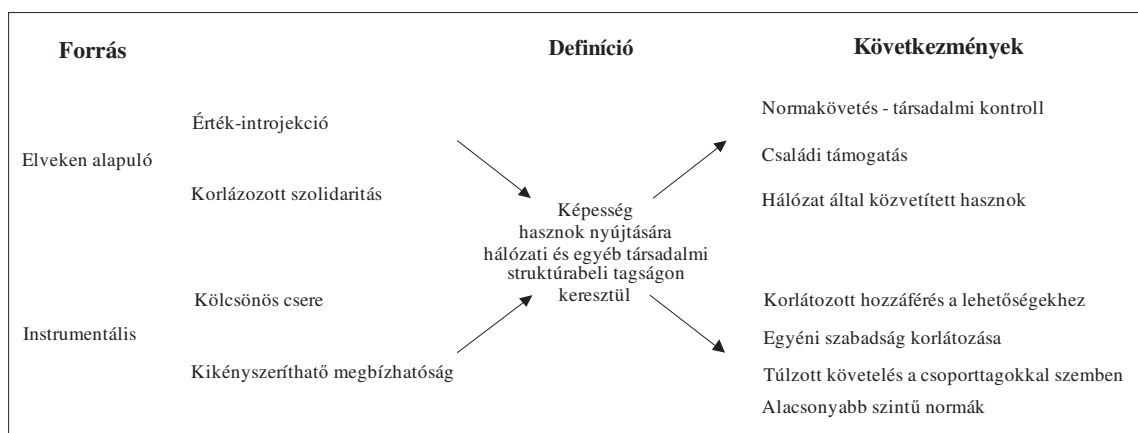 Forrás
Definíció
Következmények
Elveken alapuló
Érték-introjekció
Korlázozott szolidaritás
Instrumentális
Kölcsönös csere
Kikényszeríthető megbízhatóság
Képesség
hasznok nyújtására
hálózati és egyéb társadalmi
struktúrabeli tagságon
keresztül
Normakövetés - társadalmi kontroll
Családi támogatás
Hálózat által közvetített hasznok
Korlátozott hozzáférés a lehetőségekhez
Egyéni szabadság korlátozása
Túlzott követelés a csoporttagokkal szemben
Alacsonyabb szintű normák